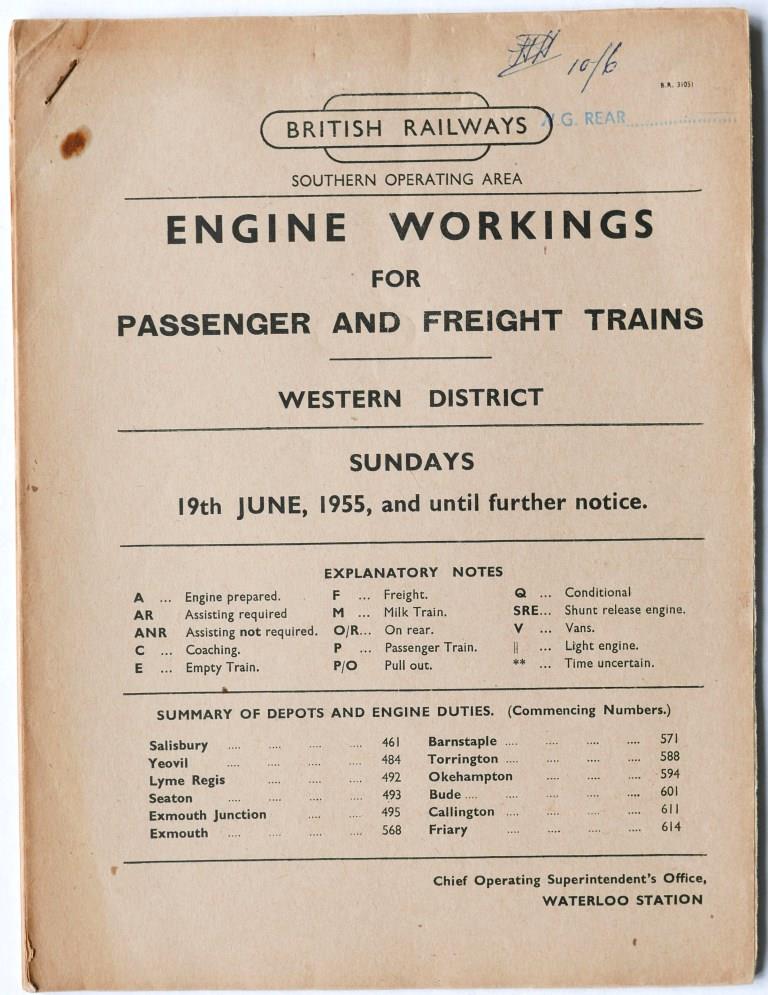 10/6
B.R. 31051
BRITISH RAILWAYS
G. REAR
SOUTHERN OPERATING AREA
ENGINE WORKINGS
FOR
PASSENGER AND FREIGHT TRAINS
WESTERN DISTRICT
SUNDAYS
19th JUNE, 1955, and until further notice.
EXPLANATORY NOTES
A ... Engine prepared. F ... Freight. Q ... Conditional
AR Assisting required M ... Milk Train. SRE... Shunt release engine.
ANR Assisting not required. O/R... On rear. V ... Vans.
C ... Coaching. P ... Passenger Train. || ... Light engine.
E ... Empty Train. P/O Pull out. ** ... Time uncertain.
SUMMARY OF DEPOTS AND ENGINE DUTIES. (Commencing Numbers.)
Salisbury .... .... .... .... 461 Barnstaple .... .... .... .... 571
Yeovil .... .... .... .... 484 Torrington .... .... .... .... 588
Lyme Regis .... .... .... 492 Okehampton .... .... .... 594
Seaton .... .... .... .... 493 Bude .... .... .... .... 601
Exmouth Junction .... .... 495 Callington .... .... .... .... 611
Exmouth .... .... .... .... 568 Friary .... .... .... .... 614
Chief Operating Superintendent's Office,
WATERLOO STATION